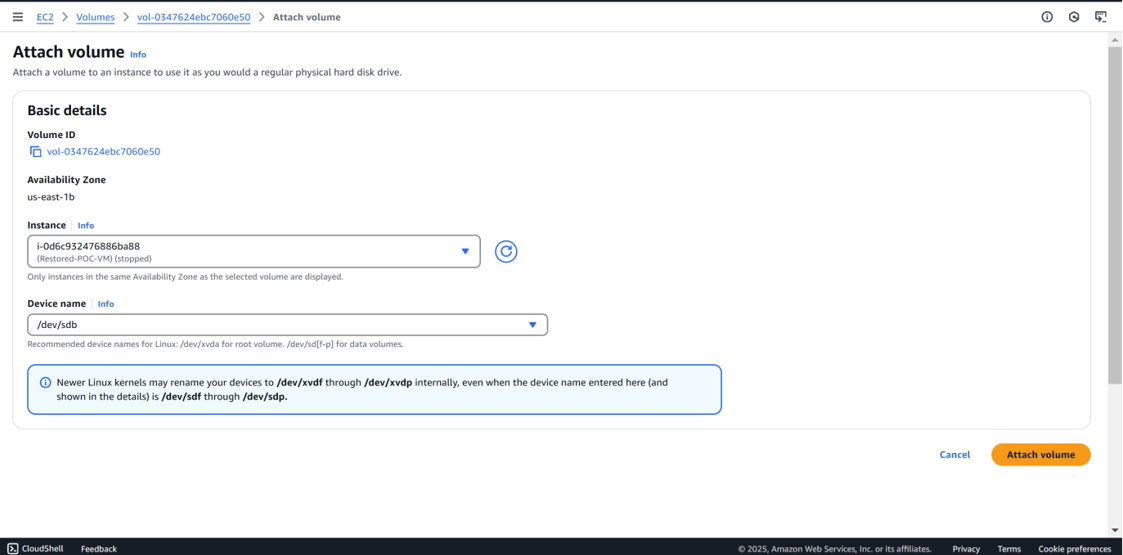 EC2 > Volumes > vol-0347624ebc7060e50 > Attach volume
Attach volume Info
Attach a volume to an instance to use it as you would a regular physical hard disk drive.
Basic details
Volume ID
vol-0347624ebc7060e50
Availability Zone
us-east-1b
Instance | Info
i-0d6c932476886ba88
(Restored-POC-VM) (stopped)
Only instances in the same Availability Zone as the selected volume are displayed.
Device name | Info
/dev/sdb
Recommended device names for Linux: /dev/xvda for root volume. /dev/sd[f-p] for data volumes.
Newer Linux kernels may rename your devices to /dev/xvdf through /dev/xvdp internally, even when the device name entered here (and
shown in the details) is /dev/sdf through /dev/sdp.
Cancel Attach volume
CloudShell Feedback © 2025, Amazon Web Services, Inc. or its affiliates. Privacy Terms Cookie preferences